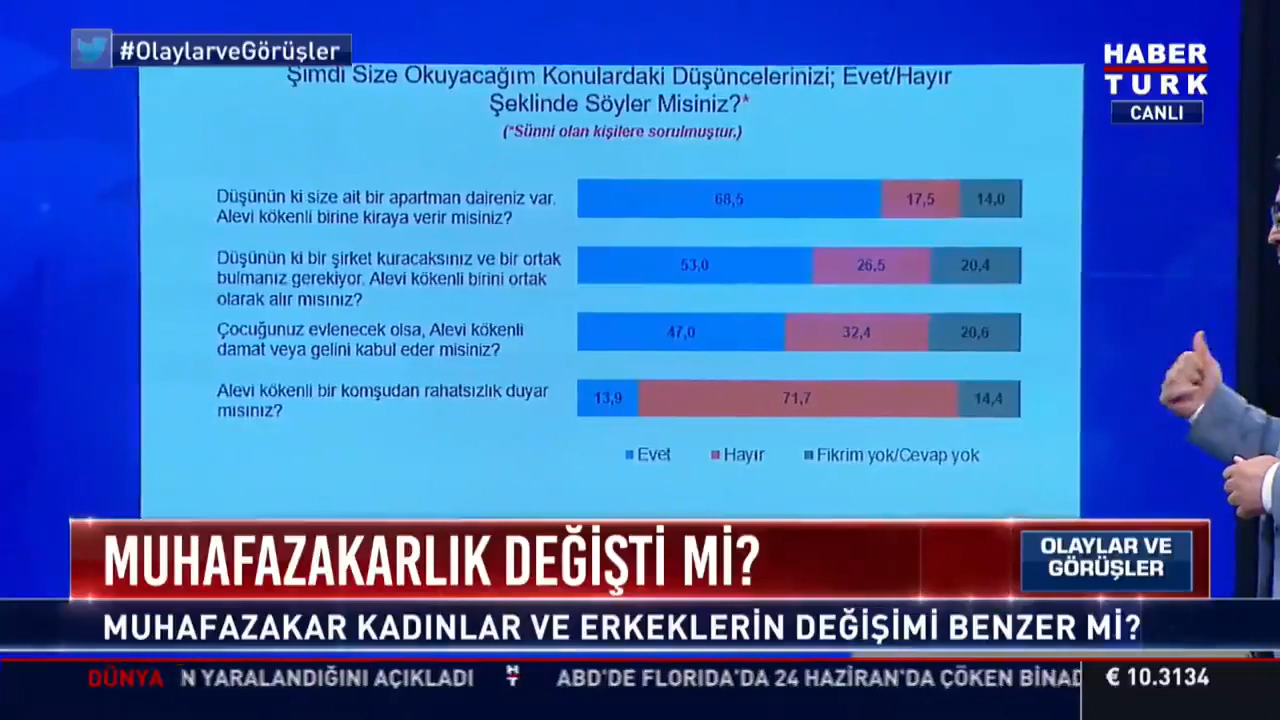 #OlaylarveGörüşler
HABER
TURK
CANLI
Şimdi Size Okuyacağım Konulardaki Düşüncelerinizi; Evet/Hayır
Şeklinde Söyler Misiniz?*
(*Sünni olan kişilere sorulmuştur.)
Düşünün ki size ait bir apartman daireniz var.
Alevi kökenli birine kiraya verir misiniz?
68,5 17,5 14,0
Düşünün ki bir şirket kuracaksınız ve bir ortak
bulmanız gerekiyor. Alevi kökenli birini ortak
olarak alır mısınız?
53,0 26,5 20,4
Çocuğunuz evlenecek olsa, Alevi kökenli
damat veya gelini kabul eder misiniz?
47,0 32,4 20,6
Alevi kökenli bir komşudan rahatsızlık duyar
mısınız?
13,9 71,7 14,4
Evet Hayır Fikrim yok/Cevap yok
MUHAFAZAKARLIK DEĞİŞTİ Mİ?
OLAYLAR VE
GÖRÜŞLER
MUHAFAZAKAR KADINLAR VE ERKEKLERİN DEĞİŞİMİ BENZER Mİ?
DÜNYA N YARALANDIĞINI AÇIKLADI HT ABD'DE FLORIDA'DA 24 HAZİRAN'DA ÇÖKEN BİNAD € 10.3134